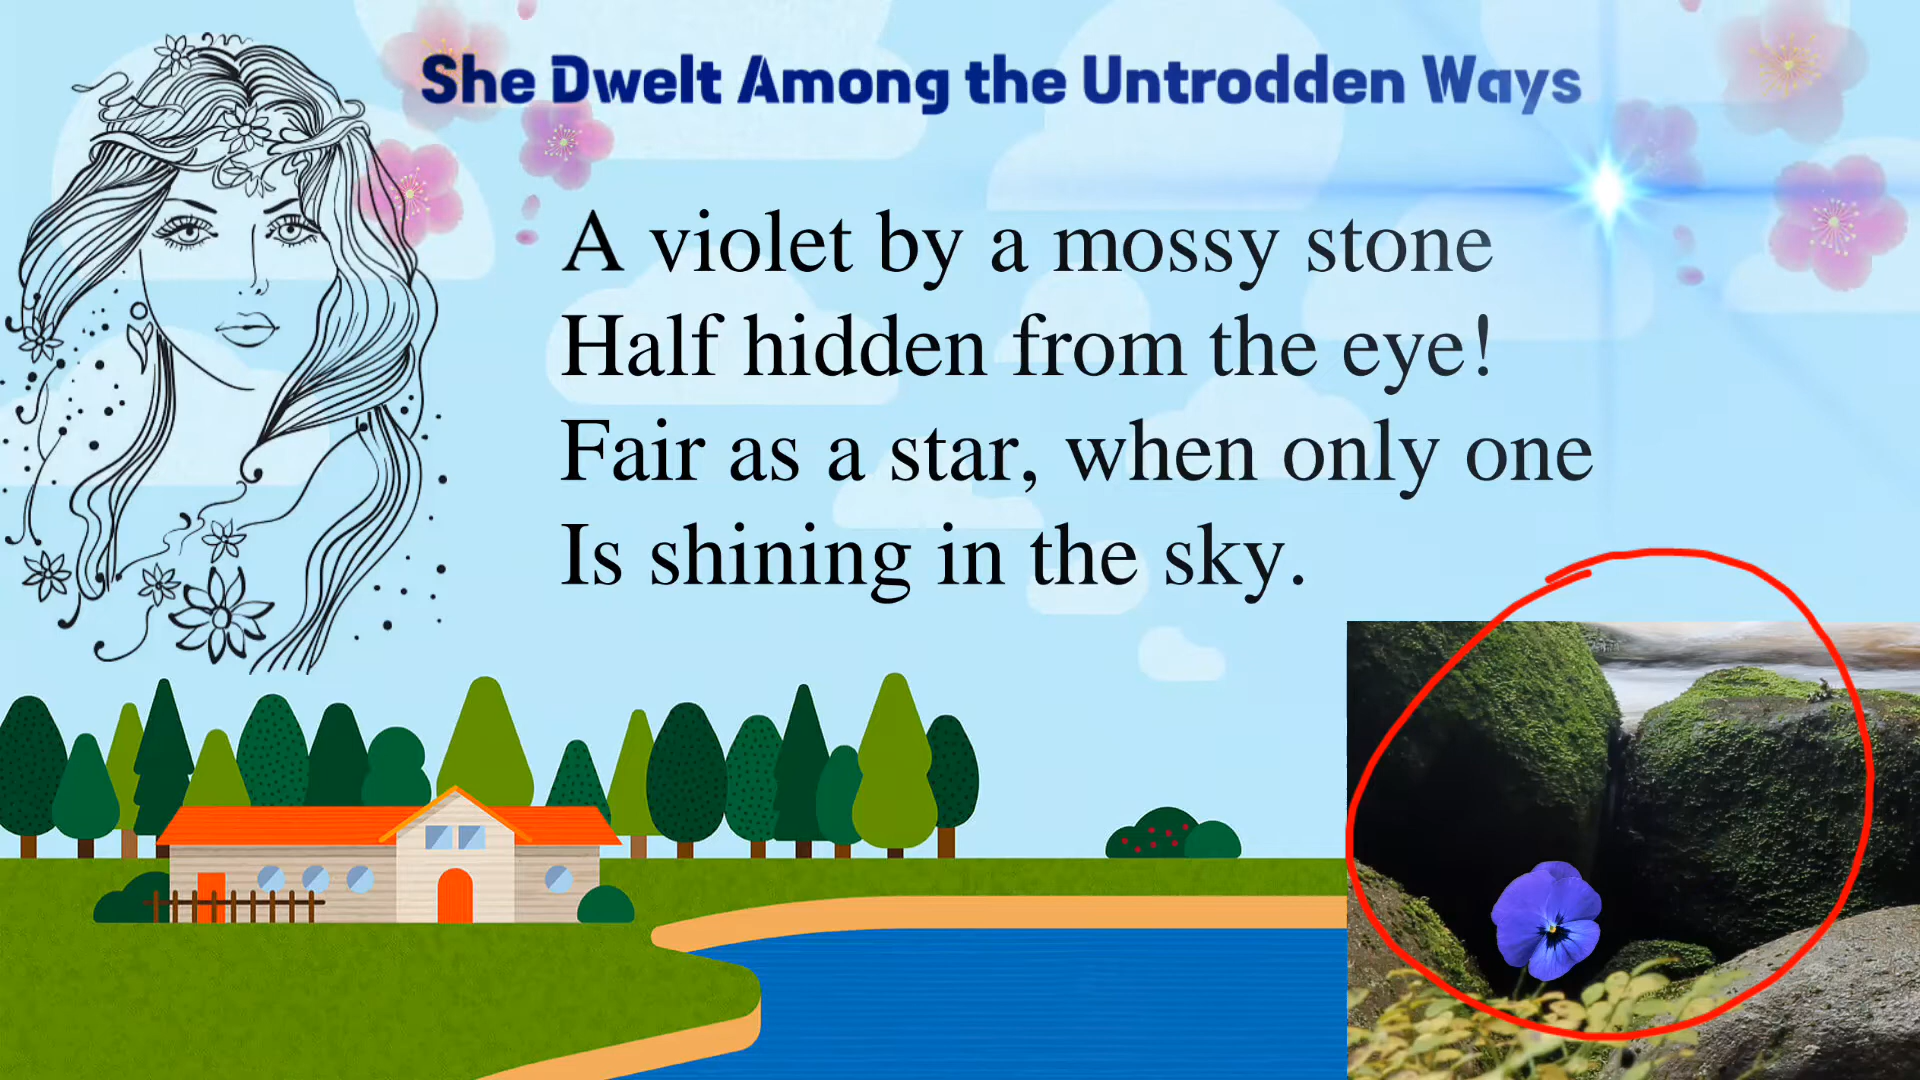 She Dwelt Among the Untrodden Ways
A violet by a mossy stone
Half hidden from the eye!
Fair as a star, when only one
Is shining in the sky.